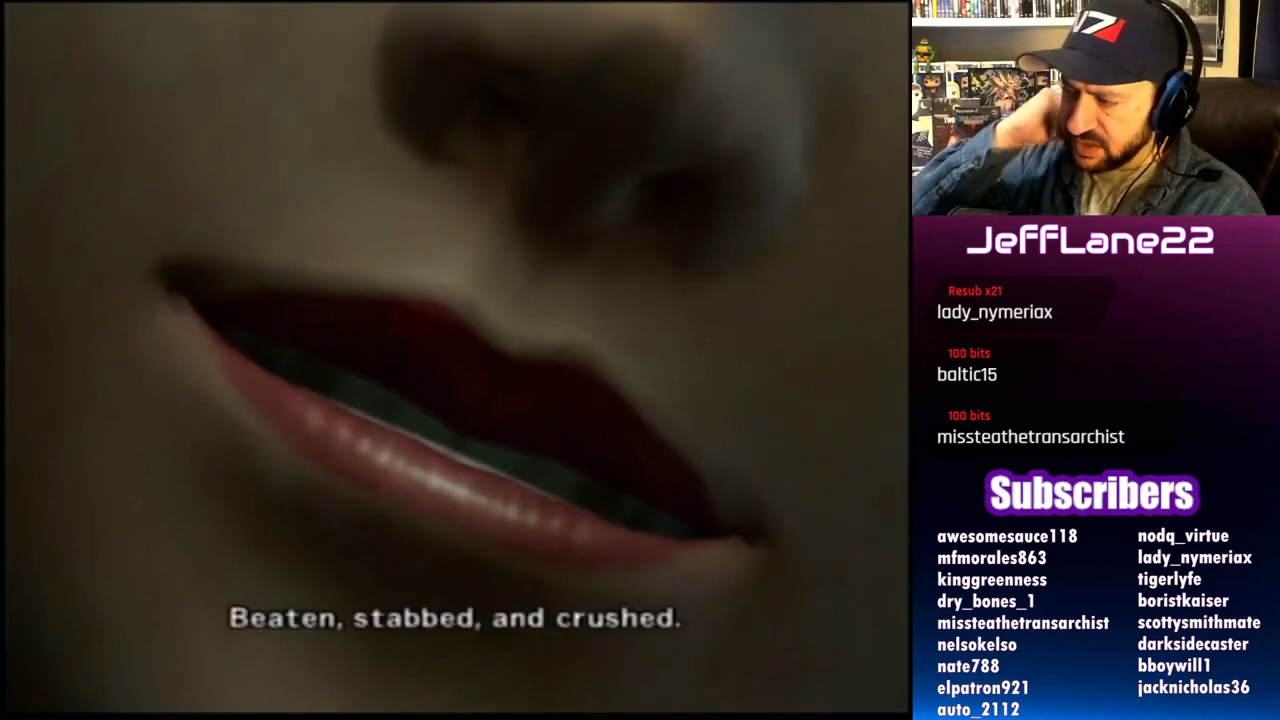 Beaten, stabbed, and crushed.
N7
JeffLane22
Resub x21
lady_nymeriax
100 bits
baltic15
100 bits
missteathetransarchist
Subscribers
awesomesauce118
mfmorales863
kinggreenness
dry_bones_1
missteathetransarchist
nelsokelso
nate788
elpatron921
auto_2112
nodq_virtue
lady_nymeriax
tigerlyfe
boristkaiser
scottysmithmate
darksidecaster
bboywill1
jacknicholas36